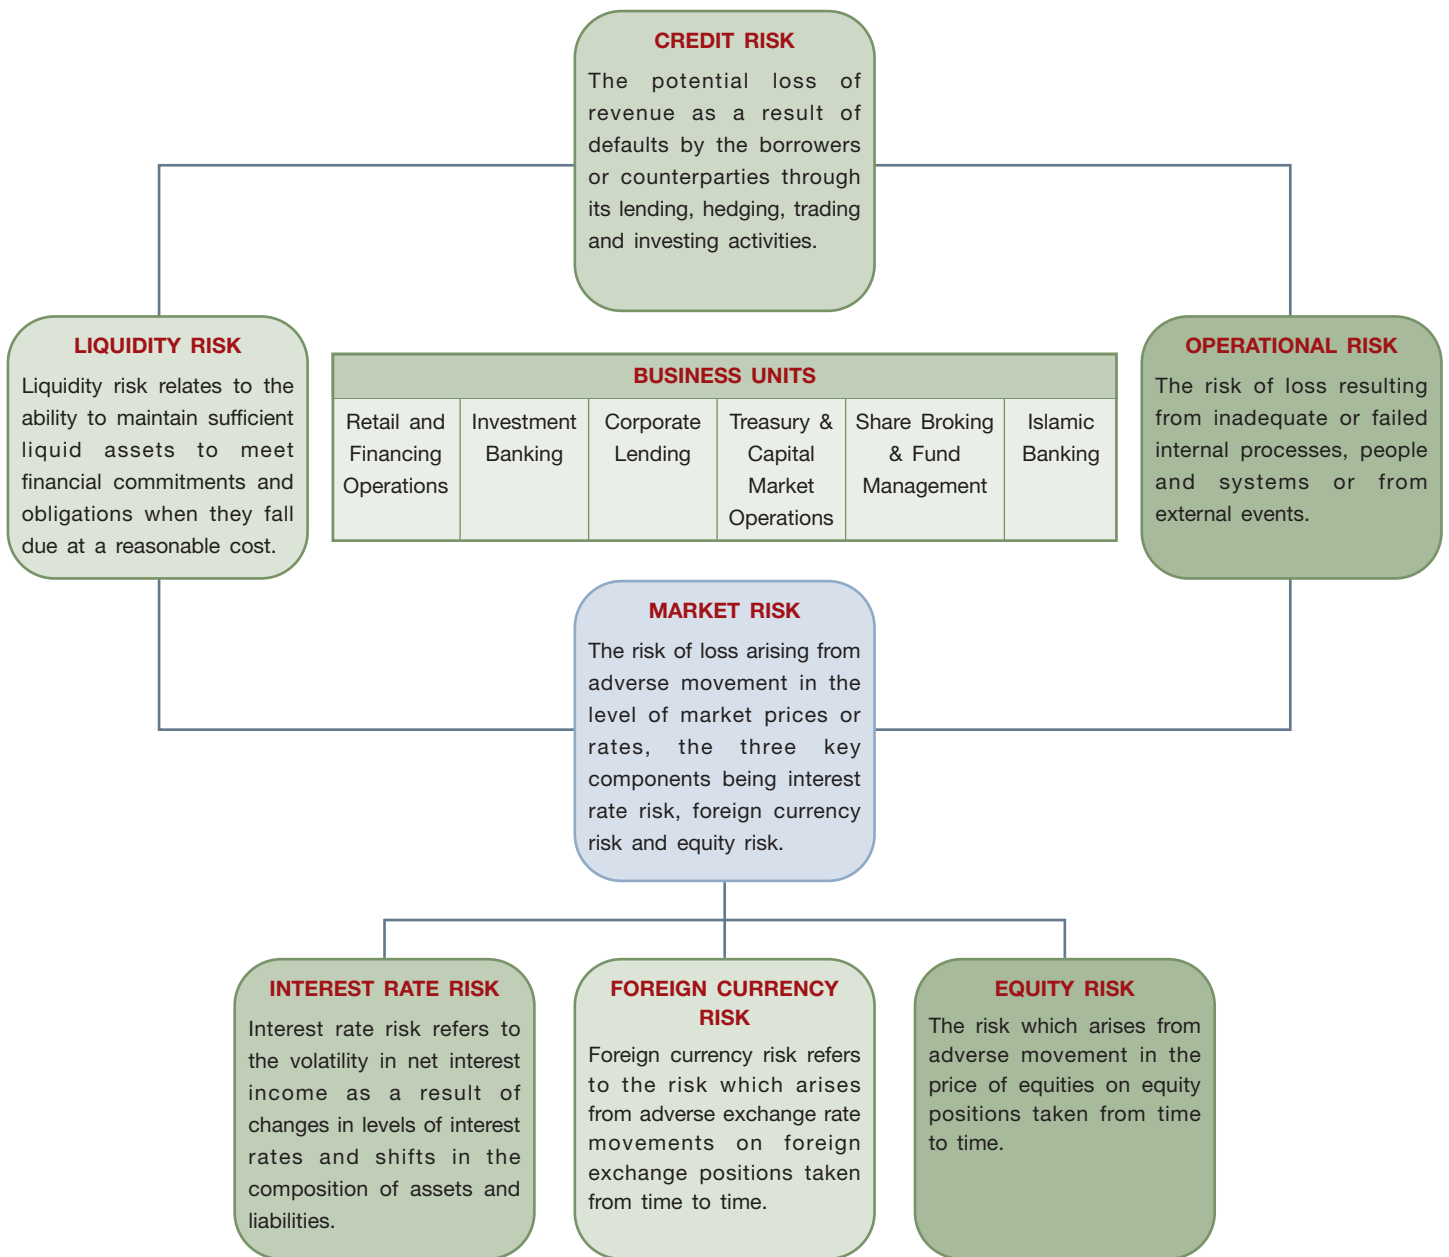 CREDIT RISK
The potential loss of
revenue as a result of
defaults by the borrowers
or counterparties through
its lending, hedging, trading
and investing activities.
LIQUIDITY RISK
Liquidity risk relates to the
ability to maintain sufficient
liquid assets to meet
financial commitments and
obligations when they fall
due at a reasonable cost.
BUSINESS UNITS
Retail and
Financing
Operations
Investment
Banking
Corporate
Lending
Treasury &
Capital
Market
Operations
Share Broking
& Fund
Management
Islamic
Banking
OPERATIONAL RISK
The risk of loss resulting
from inadequate or failed
internal processes, people
and systems or from
external events.
MARKET RISK
The risk of loss arising from
adverse movement in the
level of market prices or
rates, the three key
components being interest
rate risk, foreign currency
risk and equity risk.
INTEREST RATE RISK
Interest rate risk refers to
the volatility in net interest
income as a result of
changes in levels of interest
rates and shifts in the
composition of assets and
liabilities.
FOREIGN CURRENCY
RISK
Foreign currency risk refers
to the risk which arises
from adverse exchange rate
movements on foreign
exchange positions taken
from time to time.
EQUITY RISK
The risk which arises from
adverse movement in the
price of equities on equity
positions taken from time
to time.